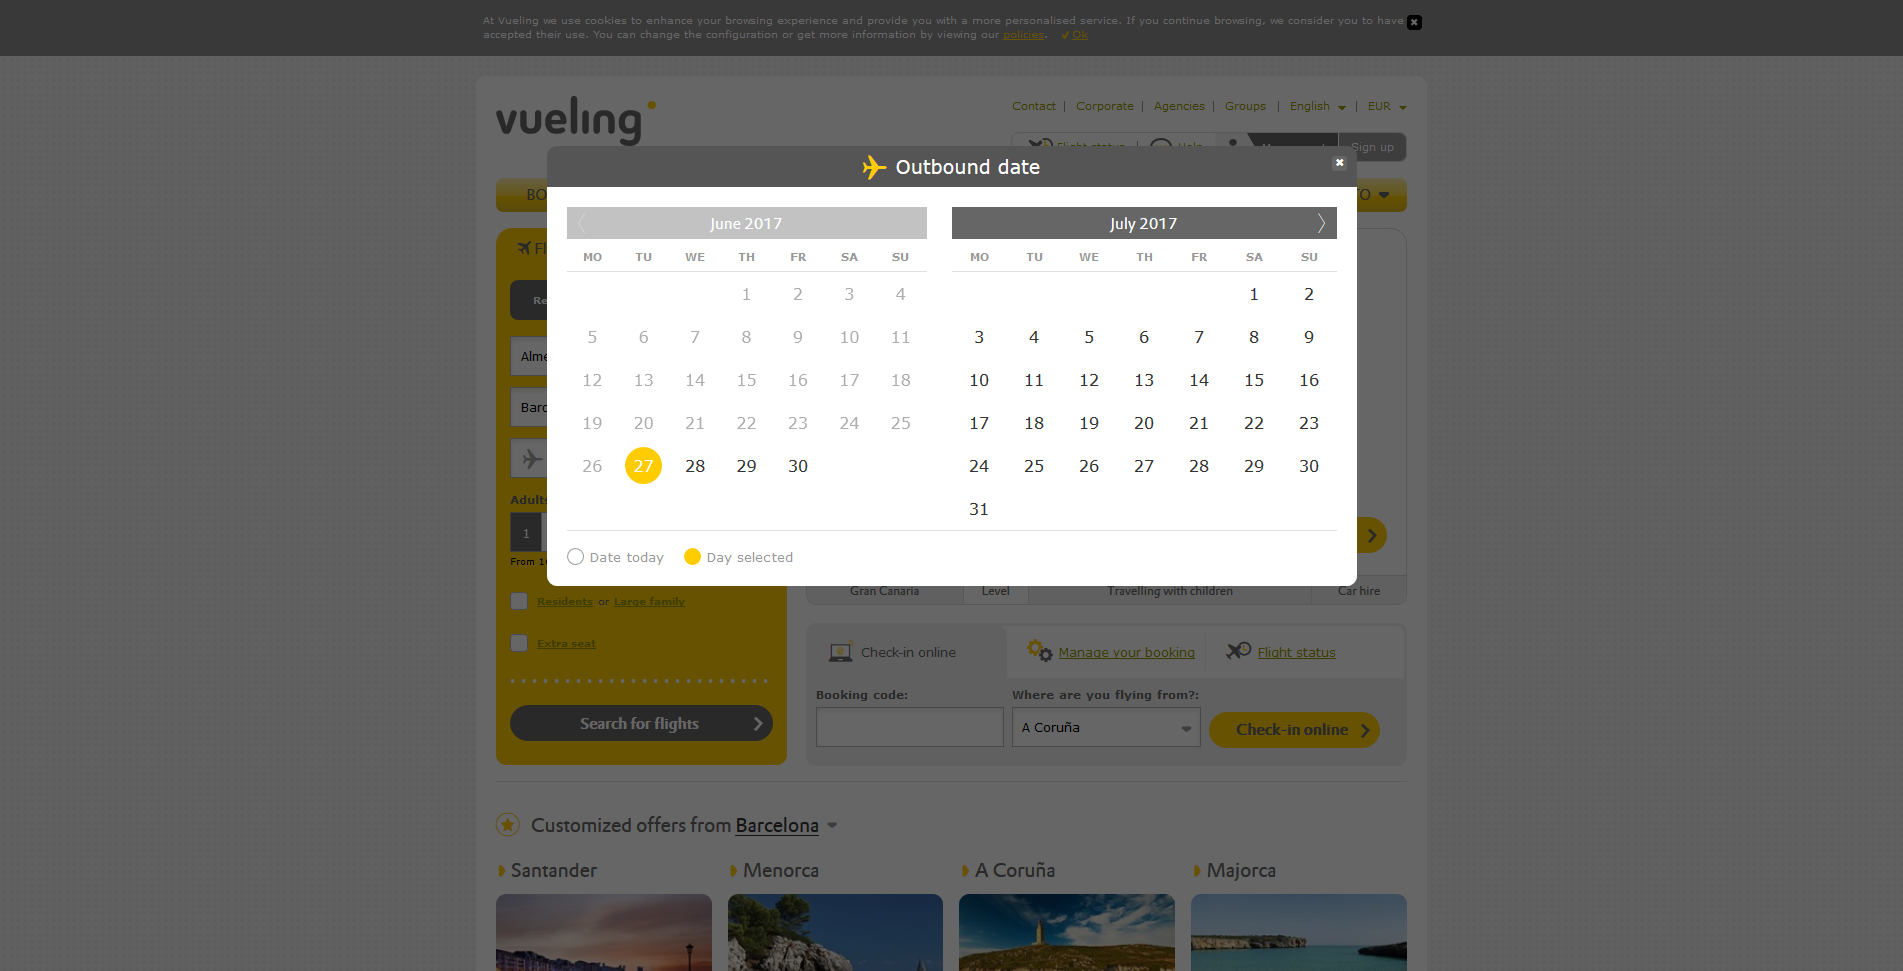 At Vueling we use cookies to enhance your browsing experience and provide you with a more personalised service. If you continue browsing, we consider you to have
accepted their use. You can change the configuration or get more information by viewing our policies. Ok
vueling
Contact | Corporate | Agencies | Groups | English | EUR
Flight status | Help
Sign up
Outbound date
BO
TO
June 2017
July 2017
MO TU WE TH FR SA SU
MO TU WE TH FR SA SU
1 2 3 4
1 2
5 6 7 8 9 10 11
3 4 5 6 7 8 9
12 13 14 15 16 17 18
10 11 12 13 14 15 16
19 20 21 22 23 24 25
17 18 19 20 21 22 23
26 27 28 29 30
24 25 26 27 28 29 30
31
Date today
Day selected
Fl
Re
Alme
Barc
Adults
1
From 1
Residents or Large family
Extra seat
Search for flights
Gran Canaria
Level
Travelling with children
Car hire
Check-in online
Manage your booking
Flight status
Booking code:
Where are you flying from?:
A Coruña
Check-in online
Customized offers from Barcelona
Santander
Menorca
A Coruña
Majorca